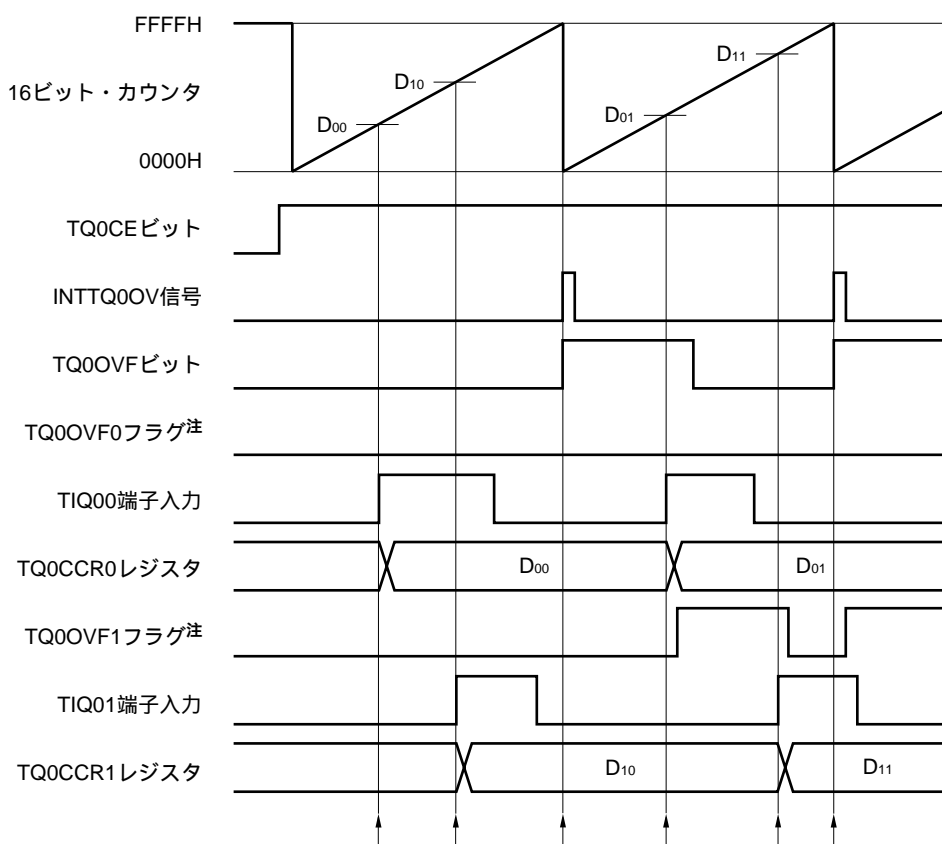 FFFFH
16ビット・カウンタ
0000H
D10
D00
D11
D01
TQ0CEビット
INTTQ0OV信号
TQ0OVFビット
TQ0OVF0フラグ注
TIQ00端子入力
TQ0CCR0レジスタ
D00
D01
TQ0OVF1フラグ注
TIQ01端子入力
TQ0CCR1レジスタ
D10
D11